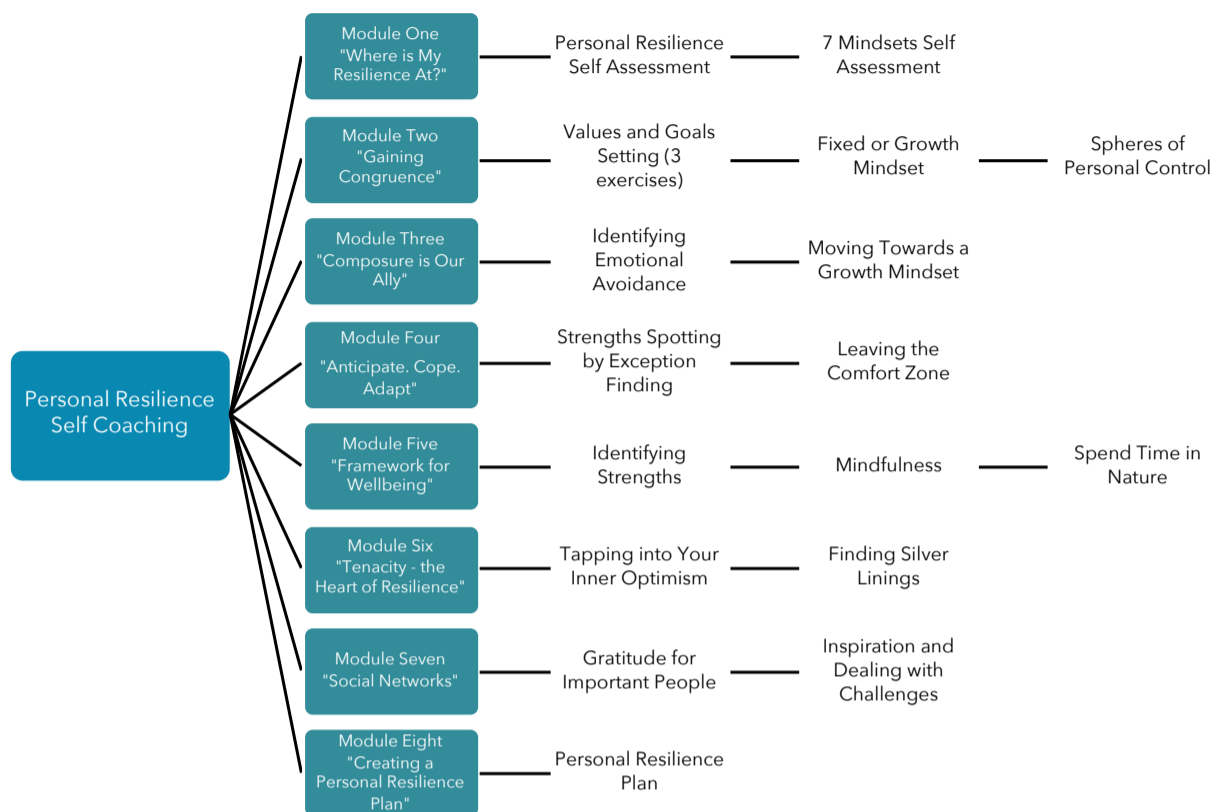 Module One
"Where is My
Resilience At?"
Personal Resilience
Self Assessment
7 Mindsets Self
Assessment
Module Two
"Gaining
Congruence"
Values and Goals
Setting (3
exercises)
Fixed or Growth
Mindset
Spheres of
Personal Control
Module Three
"Composure is Our
Ally"
Identifying
Emotional
Avoidance
Moving Towards a
Growth Mindset
Personal Resilience
Self Coaching
Module Four
"Anticipate. Cope.
Adapt"
Strengths Spotting
by Exception
Finding
Leaving the
Comfort Zone
Module Five
"Framework for
Wellbeing"
Identifying
Strengths
Mindfulness
Spend Time in
Nature
Module Six
"Tenacity - the
Heart of Resilience"
Tapping into Your
Inner Optimism
Finding Silver
Linings
Module Seven
"Social Networks"
Gratitude for
Important People
Inspiration and
Dealing with
Challenges
Module Eight
"Creating a
Personal Resilience
Plan"
Personal Resilience
Plan